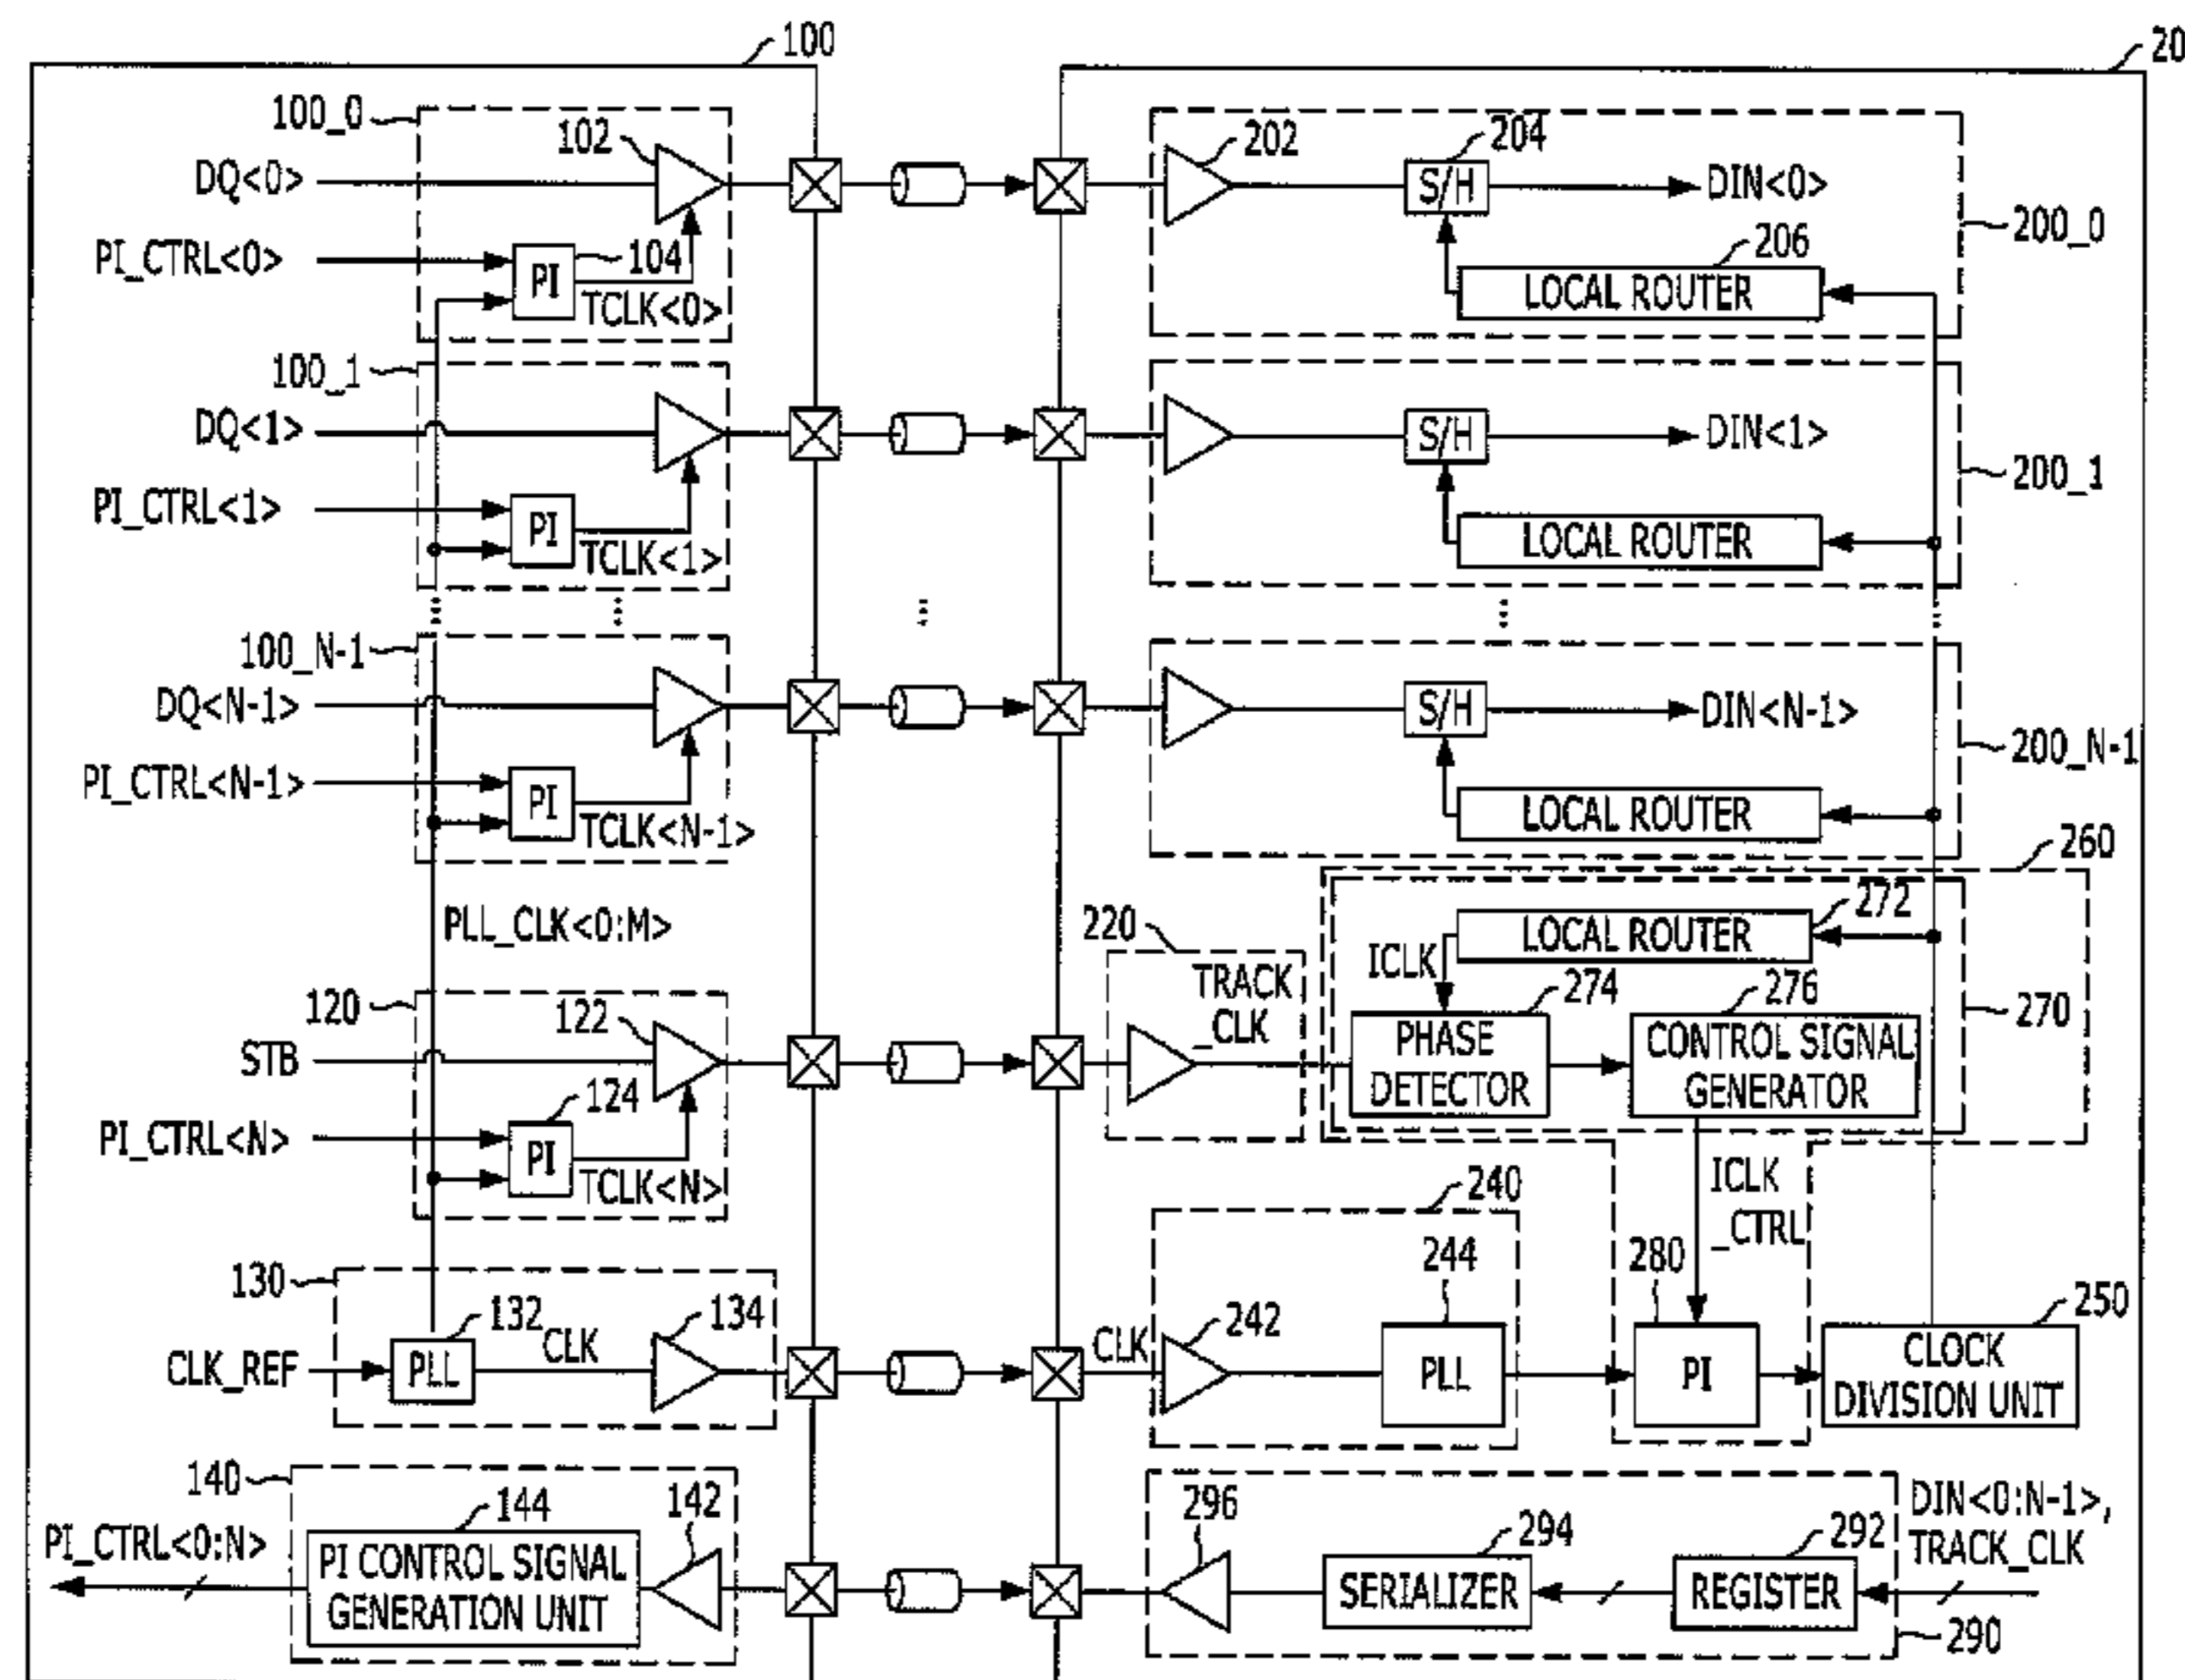 100
20
100_0
102
202
204
DQ<0>
S/H
DIN<0>
200_0
PI_CTRL<0>
104
PI
TCLK<0>
206
LOCAL ROUTER
100_1
DQ<1>
S/H
DIN<1>
200_1
PI_CTRL<1>
PI
TCLK<1>
LOCAL ROUTER
100_N-1
DQ<N-1>
S/H
DIN<N-1>
200_N-1
PI_CTRL<N-1>
PI
TCLK<N-1>
LOCAL ROUTER
260
PLL_CLK<0:M>
220
272
LOCAL ROUTER
ICLK
TRACK
_CLK
274
276
270
120
122
STB
PHASE
DETECTOR
CONTROL SIGNAL
GENERATOR
124
PI_CTRL<N>
PI
TCLK<N>
ICLK
_CTRL
240
244
280
250
130
132
CLK
134
CLK_REF
PLL
CLK
242
PLL
PI
CLOCK
DIVISION UNIT
140
144
142
296
294
292
DIN<0:N-1>,
TRACK_CLK
PI_CTRL<0:N>
PI CONTROL SIGNAL
GENERATION UNIT
SERIALIZER
REGISTER
290